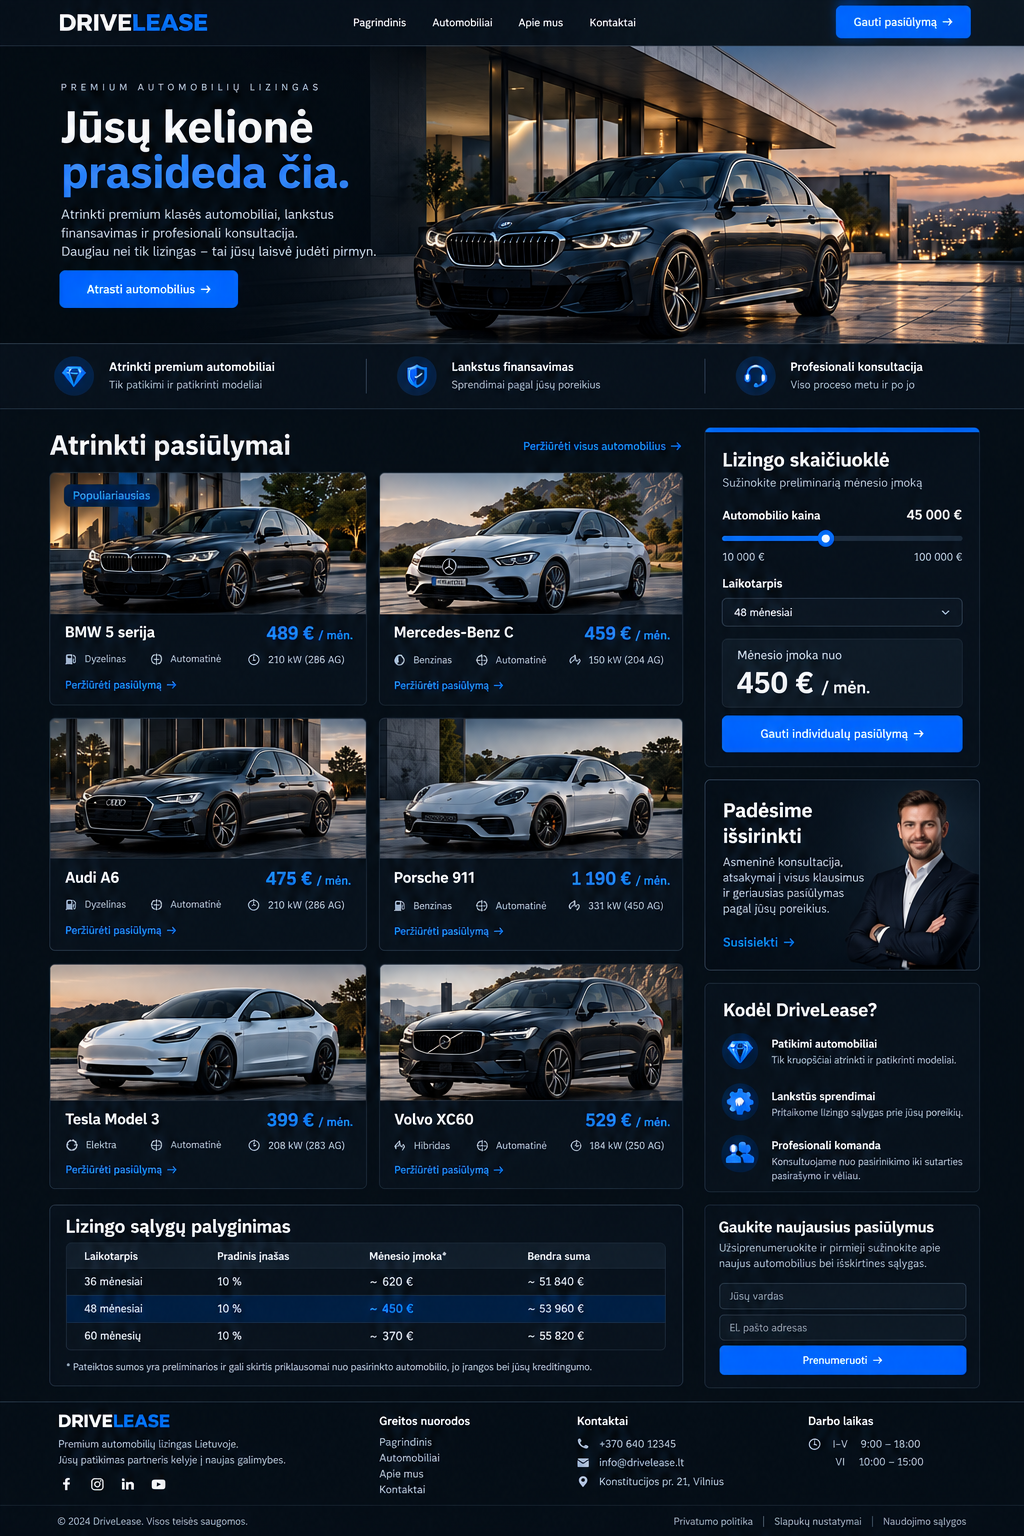 DRIVELEASE
Pagrindinis
Automobiliai
Apie mus
Kontaktai
Gauti pasiūlymą →
PREMIUM AUTOMOBILIŲ LIZINGAS
Jūsų kelionė
prasideda čia.
Atrinkti premium klasės automobiliai, lankstus
finansavimas ir profesionali konsultacija.
Daugiau nei tik lizingas – tai jūsų laisvė judėti pirmyn.
Atrasti automobilius →
Atrinkti premium automobiliai
Tik patikimi ir patikrinti modeliai
Lankstus finansavimas
Sprendimai pagal jūsų poreikius
Profesionali konsultacija
Viso proceso metu ir po jo
Atrinkti pasiūlymai
Peržiūrėti visus automobilius →
Populiariausias
BMW 5 serija
489 € / mėn.
Dyzelinas
Automatinė
210 kW (286 AG)
Peržiūrėti pasiūlymą →
Mercedes-Benz C
459 € / mėn.
Benzinas
Automatinė
150 kW (204 AG)
Peržiūrėti pasiūlymą →
Audi A6
475 € / mėn.
Dyzelinas
Automatinė
210 kW (286 AG)
Peržiūrėti pasiūlymą →
Porsche 911
1 190 € / mėn.
Benzinas
Automatinė
331 kW (450 AG)
Peržiūrėti pasiūlymą →
Tesla Model 3
399 € / mėn.
Elektra
Automatinė
208 kW (283 AG)
Peržiūrėti pasiūlymą →
Volvo XC60
529 € / mėn.
Hibridas
Automatinė
184 kW (250 AG)
Peržiūrėti pasiūlymą →
Lizingo skaičiuoklė
Sužinokite preliminarią mėnesio įmoką
Automobilio kaina
45 000 €
10 000 €
100 000 €
Laikotarpis
48 mėnesiai
Mėnesio įmoka nuo
450 € / mėn.
Gauti individualų pasiūlymą →
Padėsime
išsirinkti
Asmeninė konsultacija,
atsakymai į visus klausimus
ir geriausias pasiūlymas
pagal jūsų poreikius.
Susisiekti →
Kodėl DriveLease?
Patikimi automobiliai
Tik kruopščiai atrinkti ir patikrinti modeliai.
Lankstūs sprendimai
Pritaikome lizingo sąlygas prie jūsų poreikių.
Profesionali komanda
Konsultuojame nuo pasirinikimo iki sutarties
pasirašymo ir vėliau.
Lizingo sąlygų palyginimas
Laikotarpis
Pradinis įnašas
Mėnesio įmoka*
Bendra suma
36 mėnesiai
10 %
~ 620 €
~ 51 840 €
48 mėnesiai
10 %
~ 450 €
~ 53 960 €
60 mėnesių
10 %
~ 370 €
~ 55 820 €
* Pateiktos sumos yra preliminarios ir gali skirtis priklausomai nuo pasirinkto automobilio, jo įrangos bei jūsų kreditingumo.
Gaukite naujausius pasiūlymus
Užsiprenumeruokite ir pirmieji sužinokite apie
naujus automobilius bei išskirtines sąlygas.
Jūsų vardas
El. pašto adresas
Prenumeruoti →
DRIVELEASE
Premium automobilių lizingas Lietuvoje.
Jūsų patikimas partneris kelyje į naujas galimybes.
Greitos nuorodos
Pagrindinis
Automobiliai
Apie mus
Kontaktai
Kontaktai
+370 640 12345
info@drivelease.lt
Konstitucijos pr. 21, Vilnius
Darbo laikas
I–V 9:00 – 18:00
VI 10:00 – 15:00
© 2024 DriveLease. Visos teisės saugomos.
Privatumo politika
Slapukų nustatymai
Naudojimo sąlygos